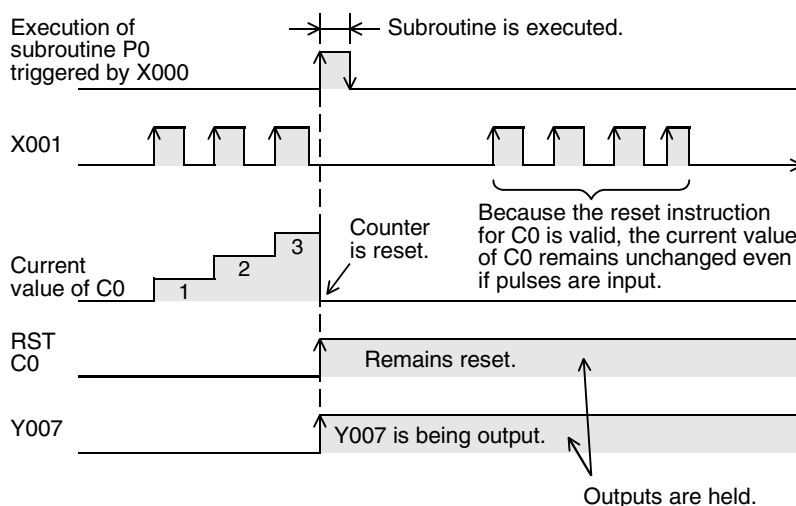 Execution of
subroutine P0
triggered by X000
Subroutine is executed.
X001
Because the reset instruction
for C0 is valid, the current value
of C0 remains unchanged even
if pulses are input.
Counter
is reset.
Current
value of C0
1
2
3
RST
C0
Remains reset.
Y007
Y007 is being output.
Outputs are held.